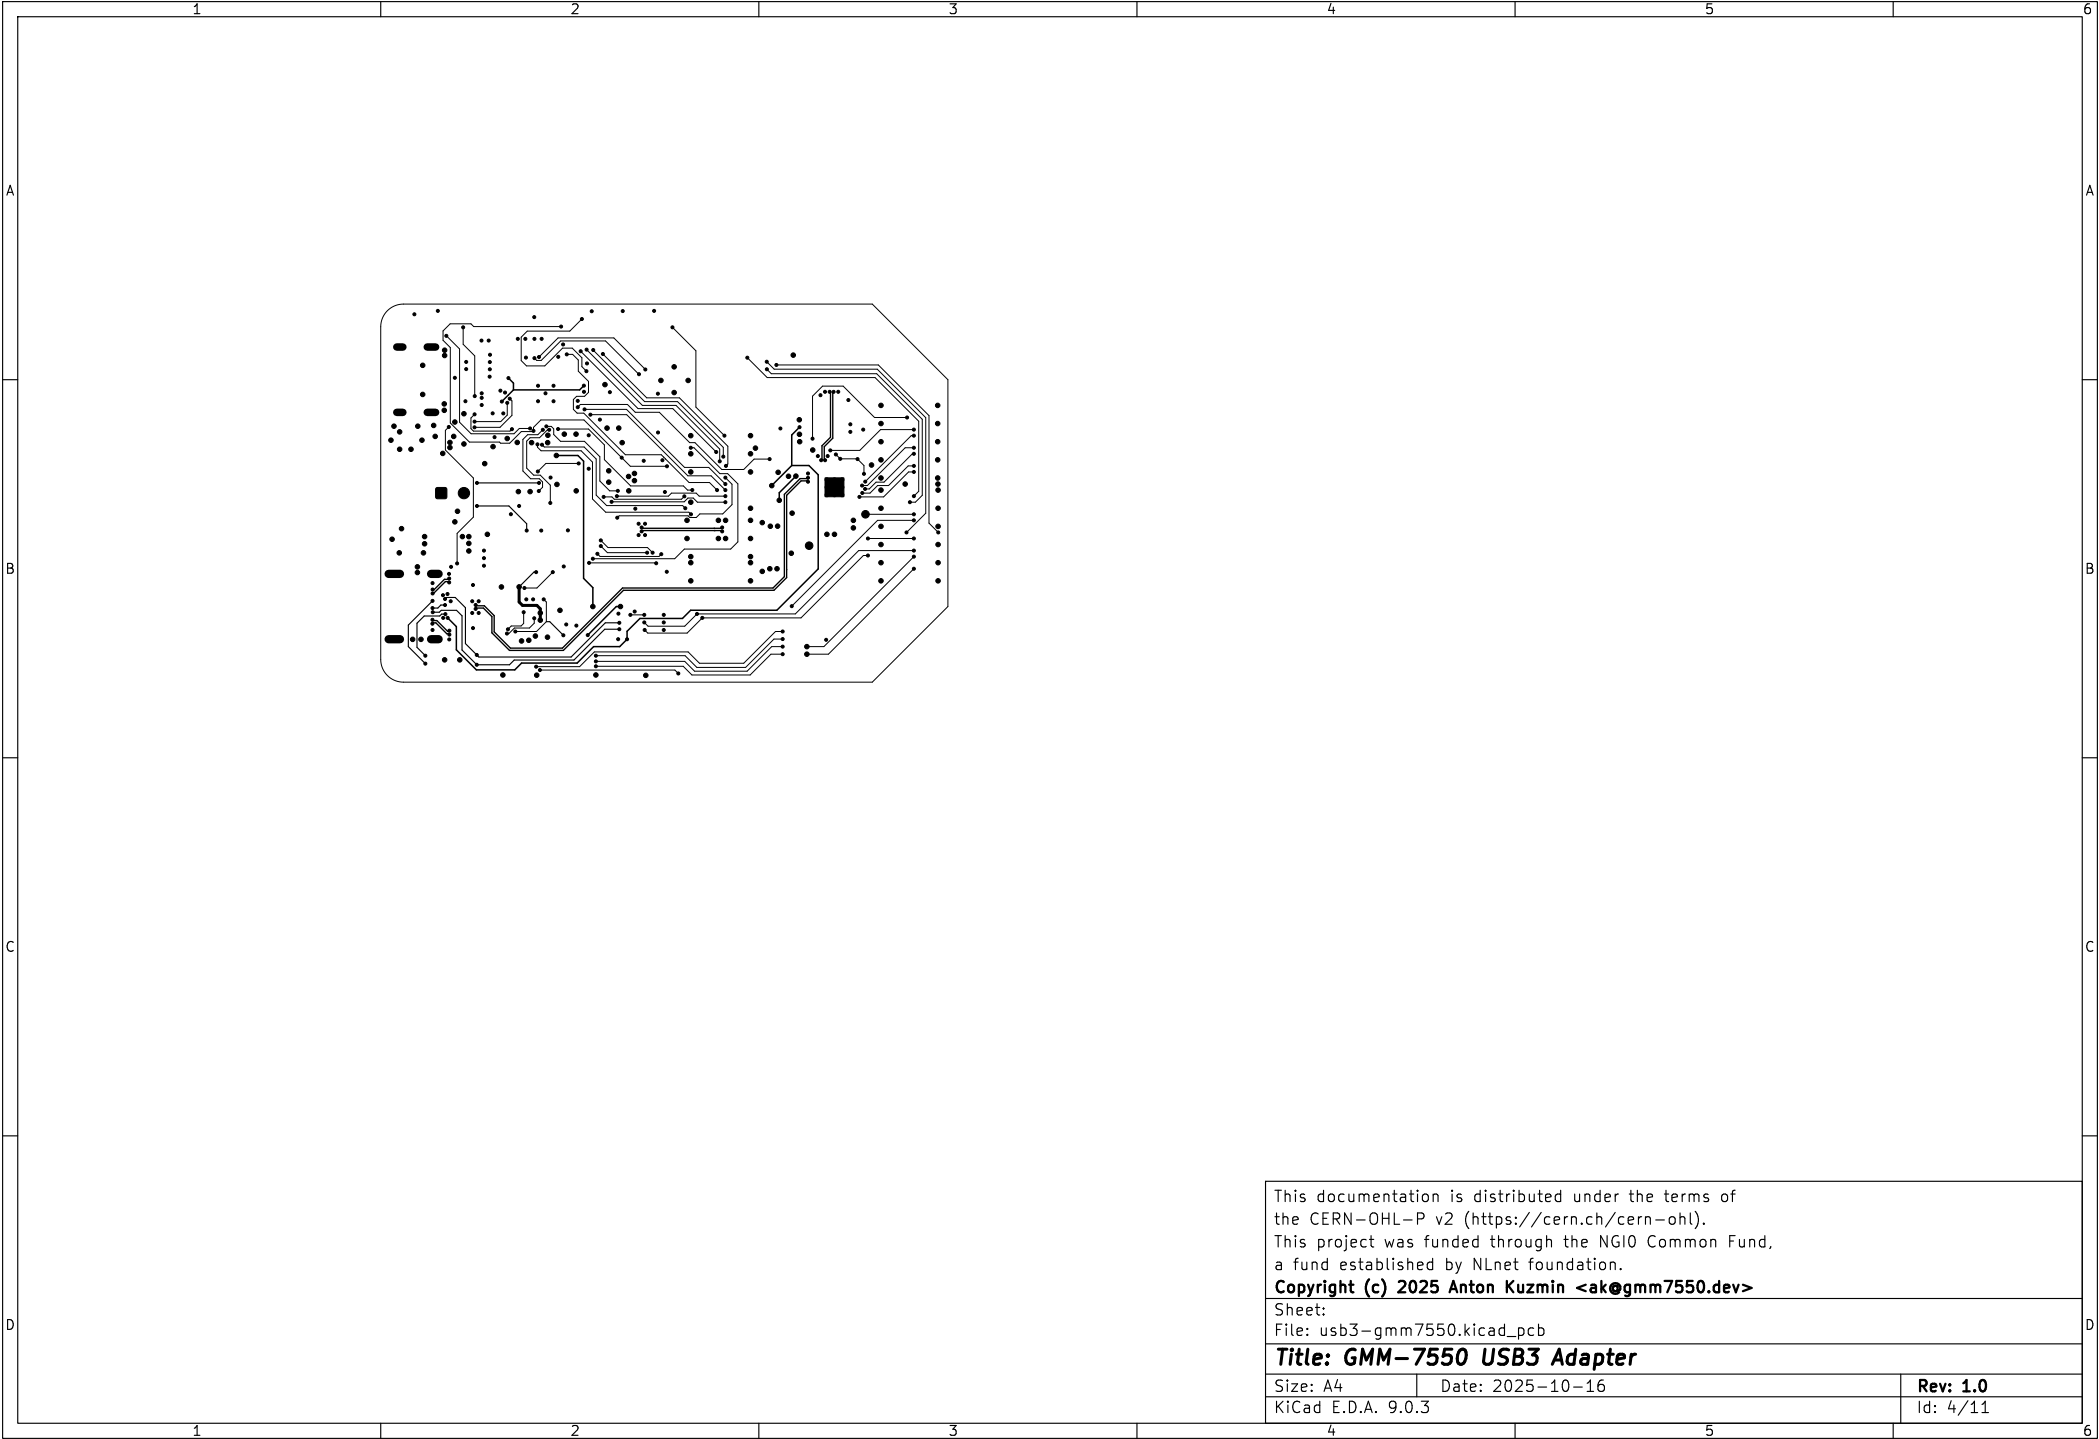 1 2 3 4 5 6
A A
B B
C C
This documentation is distributed under the terms of
the CERN-OHL-P v2 (https://cern.ch/cern-ohl).
This project was funded through the NGI0 Common Fund,
a fund established by NLnet foundation.
Copyright (c) 2025 Anton Kuzmin <ak@gmm7550.dev>
Sheet:
D D
File: usb3-gmm7550.kicad_pcb
Title: GMM-7550 USB3 Adapter
Size: A4 Date: 2025-10-16 Rev: 1.0
KiCad E.D.A. 9.0.3 Id: 4/11
1 2 3 4 5 6